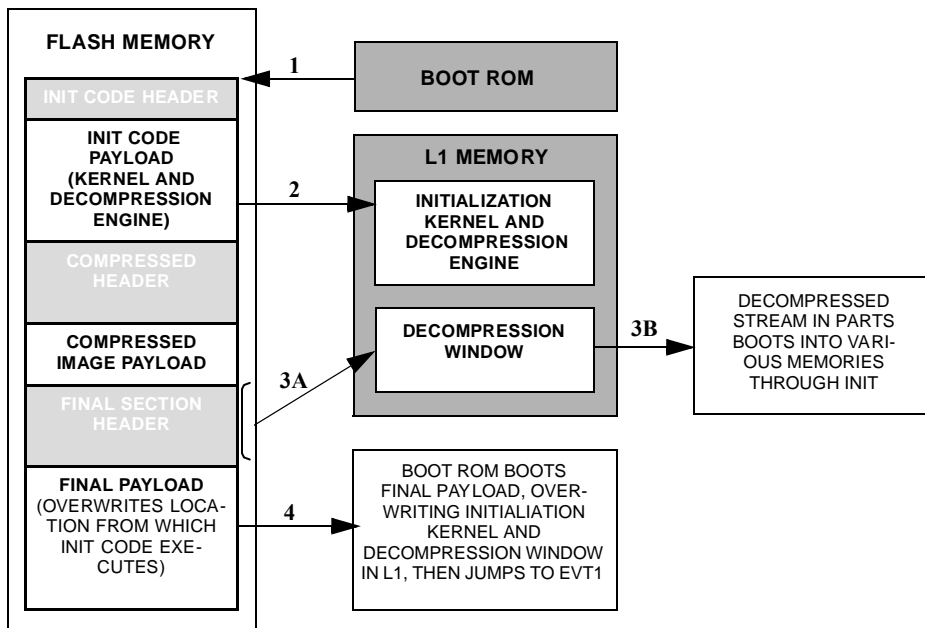 FLASH MEMORY
INIT CODE HEADER
INIT CODE
PAYLOAD
(KERNEL AND
DECOMPRESSION
ENGINE)
COMPRESSED
HEADER
COMPRESSED
IMAGE PAYLOAD
FINAL SECTION
HEADER
FINAL PAYLOAD
(OVERWRITES LOCA-
TION FROM WHICH
INIT CODE EXE-
CUTES)
1
BOOT ROM
L1 MEMORY
2
INITIALIZATION
KERNEL AND
DECOMPRESSION
ENGINE
3A
DECOMPRESSION
WINDOW
3B
DECOMPRESSED
STREAM IN PARTS
BOOTS INTO VARI-
OUS MEMORIES
THROUGH INIT
4
BOOT ROM BOOTS
FINAL PAYLOAD, OVER-
WRITING INITIALIATION
KERNEL AND
DECOMPRESSION WINDOW
IN L1, THEN JUMPS TO EVT1